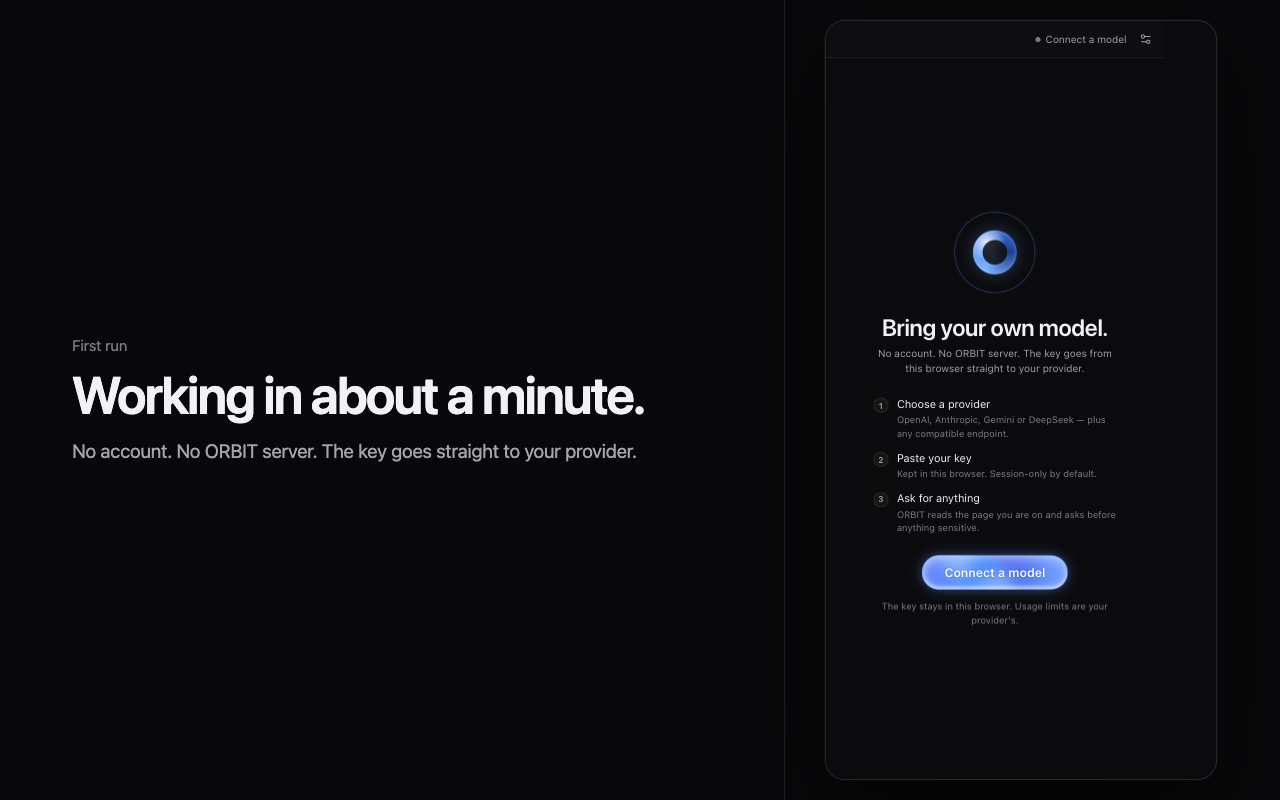 First run
Working in about a minute.
No account. No ORBIT server. The key goes straight to your provider.
Connect a model
Bring your own model.
No account. No ORBIT server. The key goes from
this browser straight to your provider.
1 Choose a provider
OpenAI, Anthropic, Gemini or DeepSeek — plus
any compatible endpoint.
2 Paste your key
Kept in this browser. Session-only by default.
3 Ask for anything
ORBIT reads the page you are on and asks before
anything sensitive.
Connect a model
The key stays in this browser. Usage limits are your
provider's.